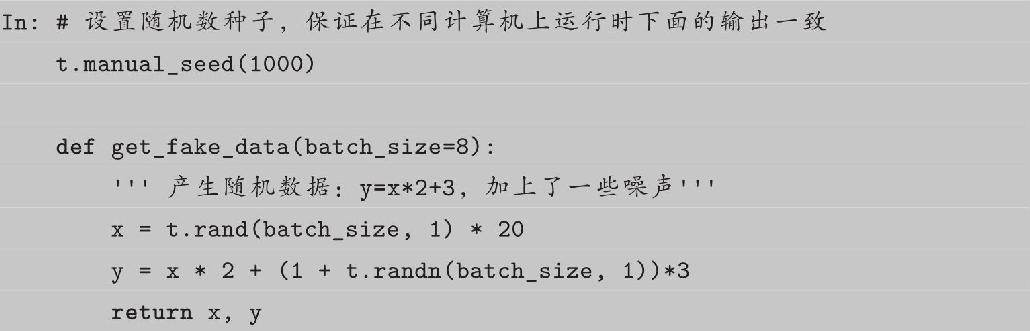 In: # 设置随机数种子，保证在不同计算机上运行时下面的输出一致
t.manual_seed(1000)
def get_fake_data(batch_size=8):
''' 产生随机数据：y=x*2+3，加上了一些噪声'''
x = t.rand(batch_size, 1) * 20
y = x * 2 + (1 + t.randn(batch_size, 1))*3
return x, y